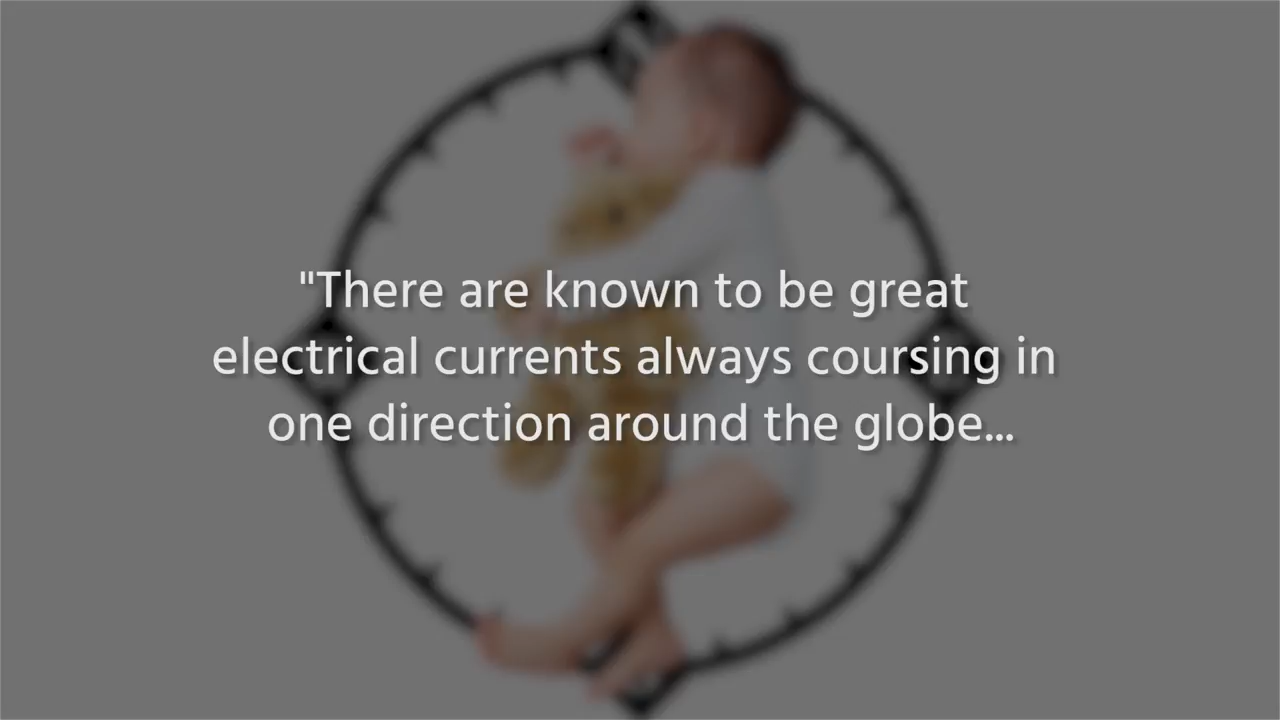 "There are known to be great
electrical currents always coursing in
one direction around the globe...